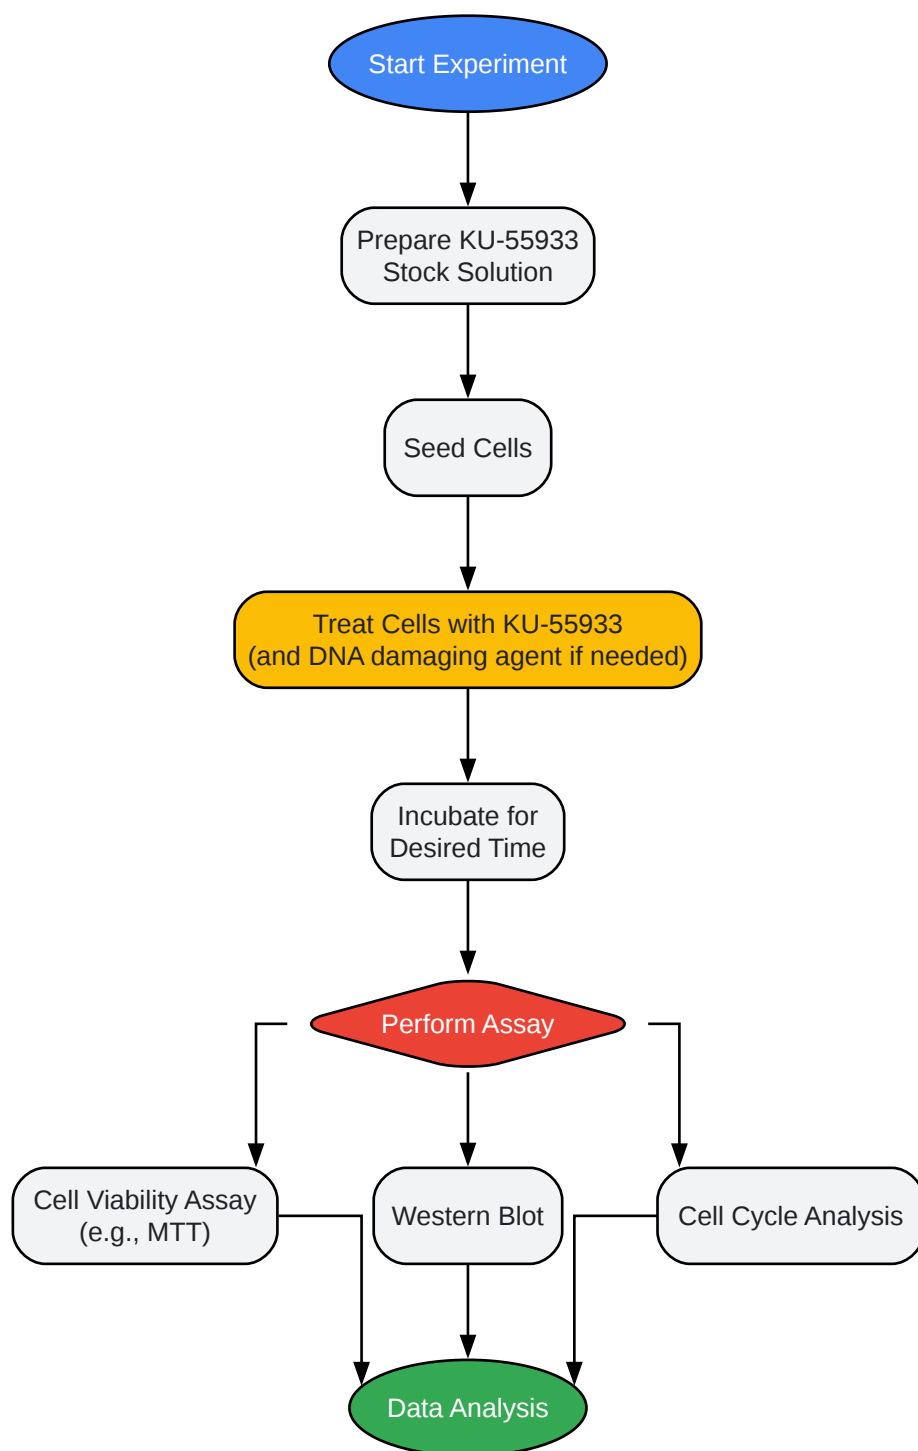 Start Experiment
Prepare KU-55933
Stock Solution
Seed Cells
Treat Cells with KU-55933
(and DNA damaging agent if needed)
Incubate for
Desired Time
Perform Assay
Cell Viability Assay
(e.g., MTT)
Western Blot
Cell Cycle Analysis
Data Analysis